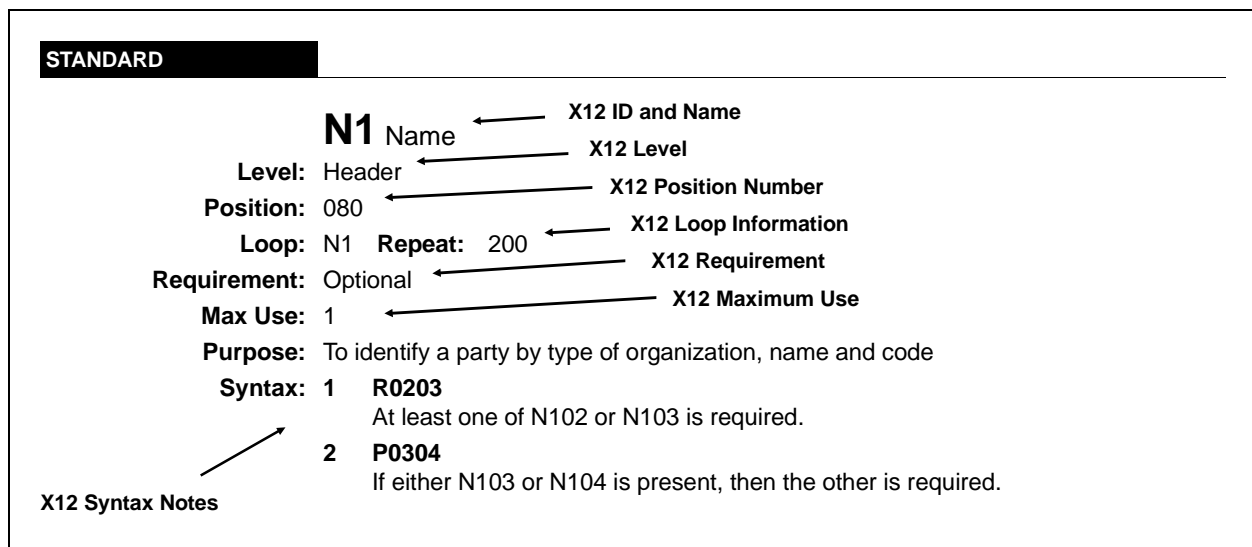 STANDARD
N1 Name
X12 ID and Name
Level: Header
X12 Level
Position: 080
X12 Position Number
Loop: N1 Repeat: 200
X12 Loop Information
Requirement: Optional
X12 Requirement
Max Use: 1
X12 Maximum Use
Purpose: To identify a party by type of organization, name and code
Syntax: 1 R0203
At least one of N102 or N103 is required.
2 P0304
If either N103 or N104 is present, then the other is required.
X12 Syntax Notes